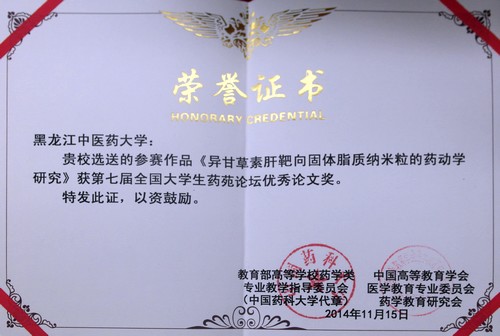 荣誉证书
HONORARY CREDENTIAL
黑龙江中医药大学：
贵校选送的参赛作品《异甘草素肝靶向固体脂质纳米粒的药动学
研究》获第七届全国大学生药苑论坛优秀论文奖。
特发此证，以资鼓励。
教育部高等学校药学类
专业教学指导委员会
（中国药科大学代章）
中国高等教育学会
医学教育专业委员会
药学教育研究会
2014年11月15日